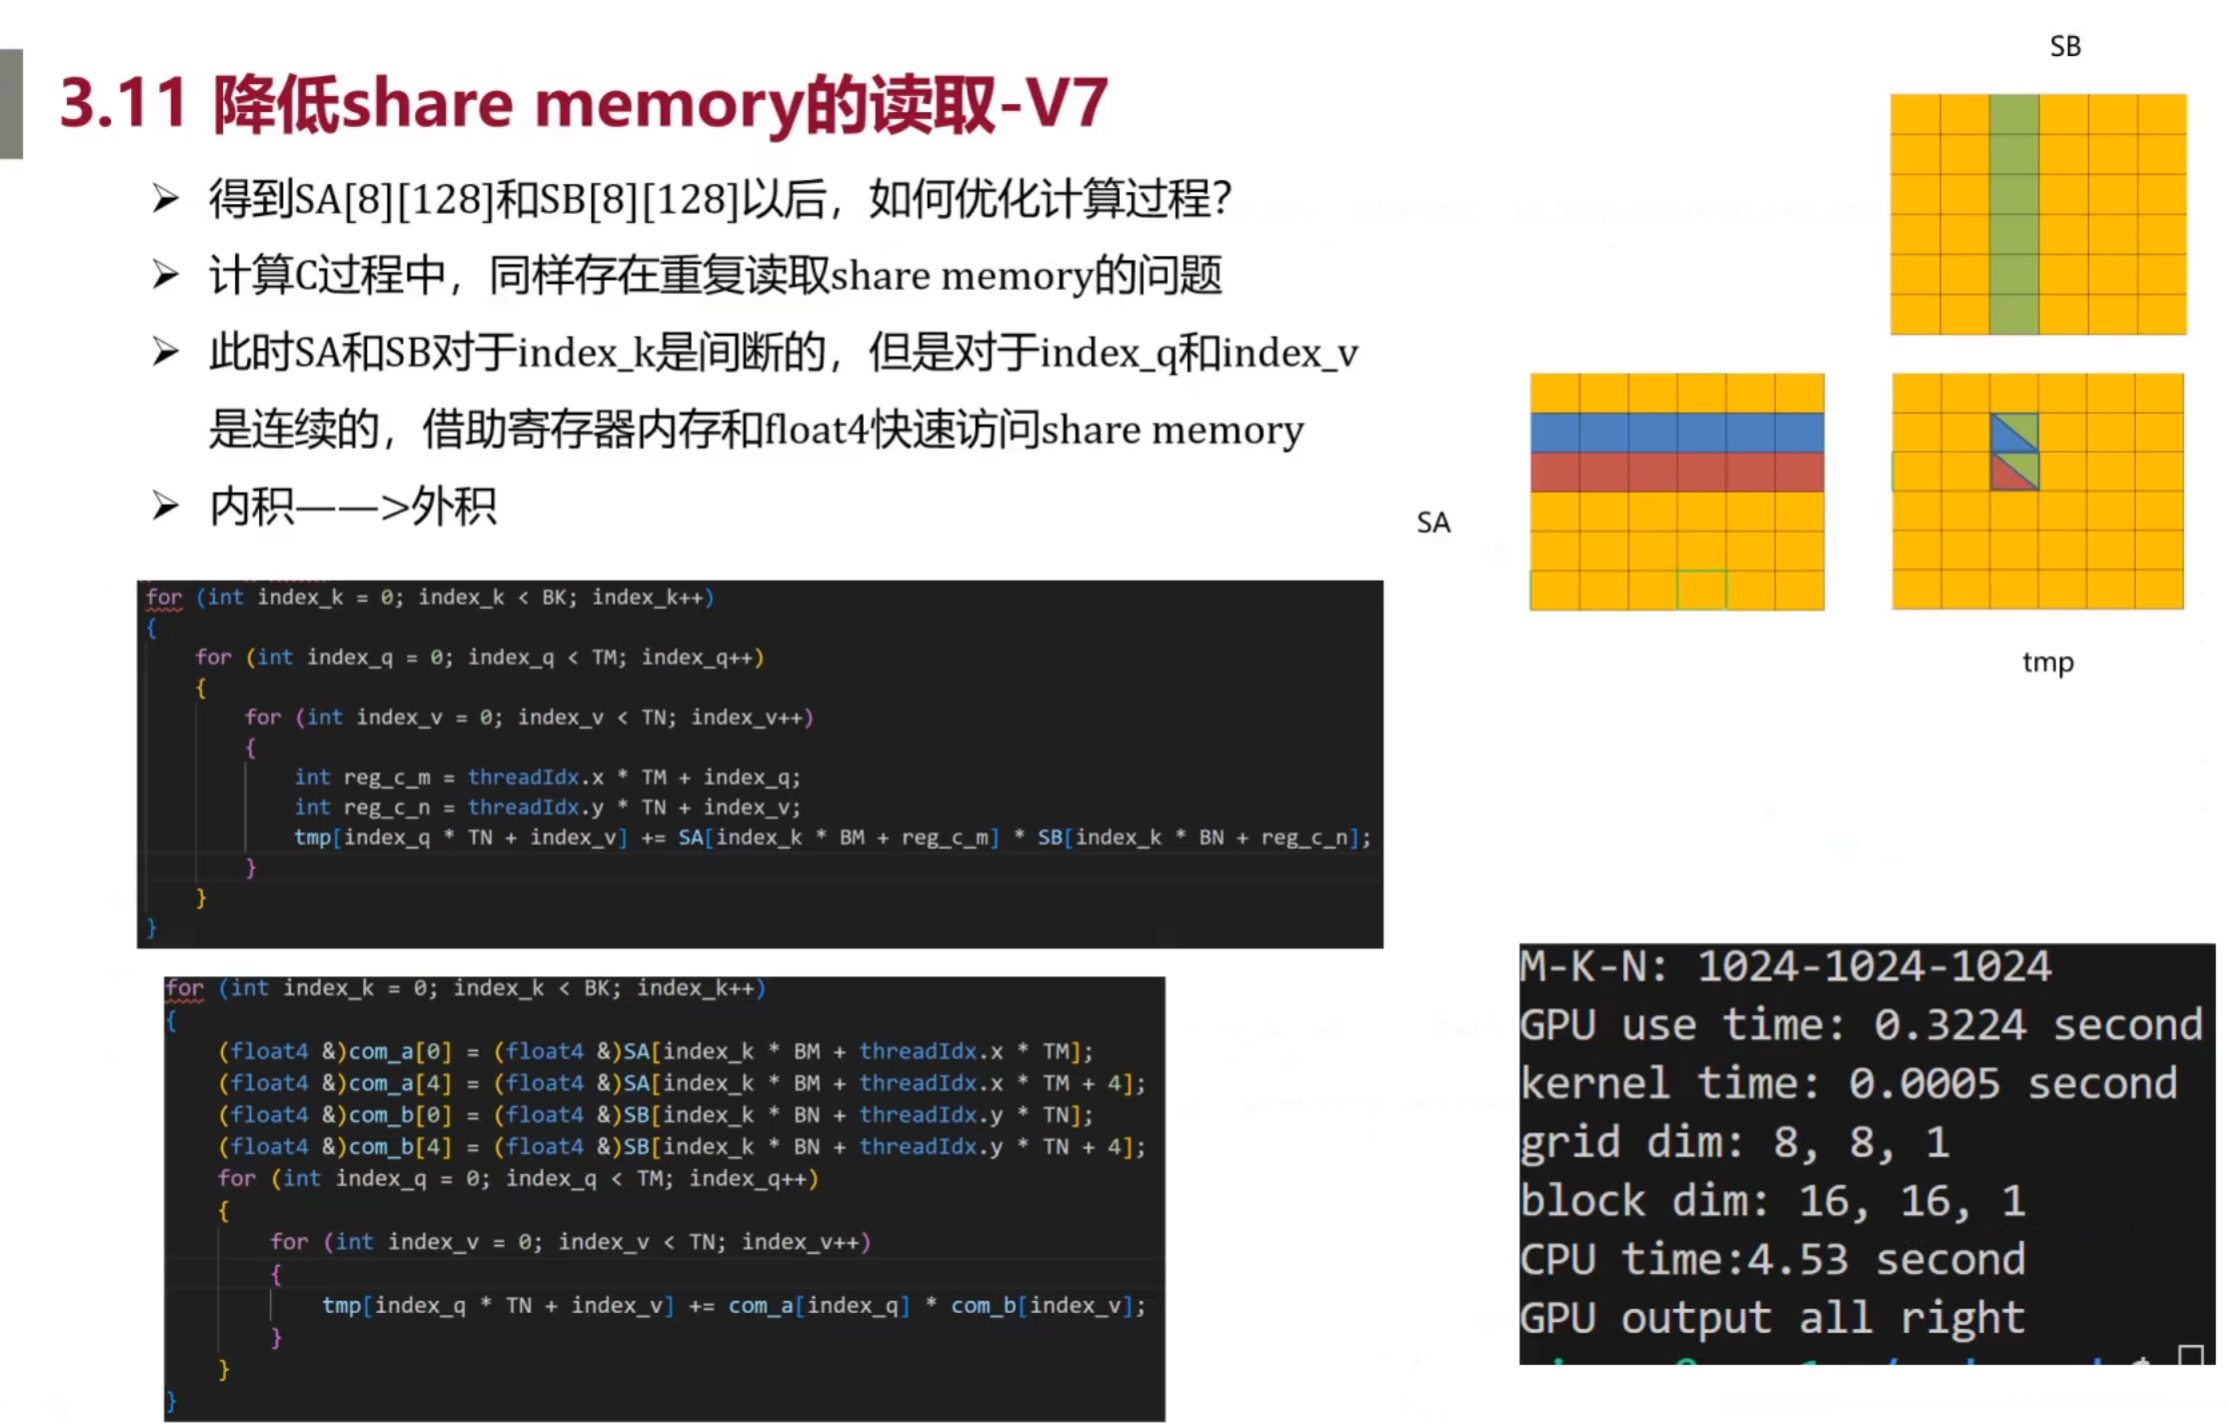 3.11 降低share memory的读取-V7
➢ 得到SA[8][128]和SB[8][128]以后，如何优化计算过程？
➢ 计算C过程中，同样存在重复读取share memory的问题
➢ 此时SA和SB对于index_k是间断的，但是对于index_q和index_v
是连续的，借助寄存器内存和float4快速访问share memory
➢ 内积——>外积
for (int index_k = 0; index_k < BK; index_k++)
{
for (int index_q = 0; index_q < TM; index_q++)
{
for (int index_v = 0; index_v < TN; index_v++)
{
int reg_c_m = threadIdx.x * TM + index_q;
int reg_c_n = threadIdx.y * TN + index_v;
tmp[index_q * TN + index_v] += SA[index_k * BM + reg_c_m] * SB[index_k * BN + reg_c_n];
}
}
}
for (int index_k = 0; index_k < BK; index_k++)
{
(float4 &)com_a[0] = (float4 &)SA[index_k * BM + threadIdx.x * TM];
(float4 &)com_a[4] = (float4 &)SA[index_k * BM + threadIdx.x * TM + 4];
(float4 &)com_b[0] = (float4 &)SB[index_k * BN + threadIdx.y * TN];
(float4 &)com_b[4] = (float4 &)SB[index_k * BN + threadIdx.y * TN + 4];
for (int index_q = 0; index_q < TM; index_q++)
{
for (int index_v = 0; index_v < TN; index_v++)
{
tmp[index_q * TN + index_v] += com_a[index_q] * com_b[index_v];
}
}
}
SB
SA
tmp
M-K-N: 1024-1024-1024
GPU use time: 0.3224 second
kernel time: 0.0005 second
grid dim: 8, 8, 1
block dim: 16, 16, 1
CPU time:4.53 second
GPU output all right